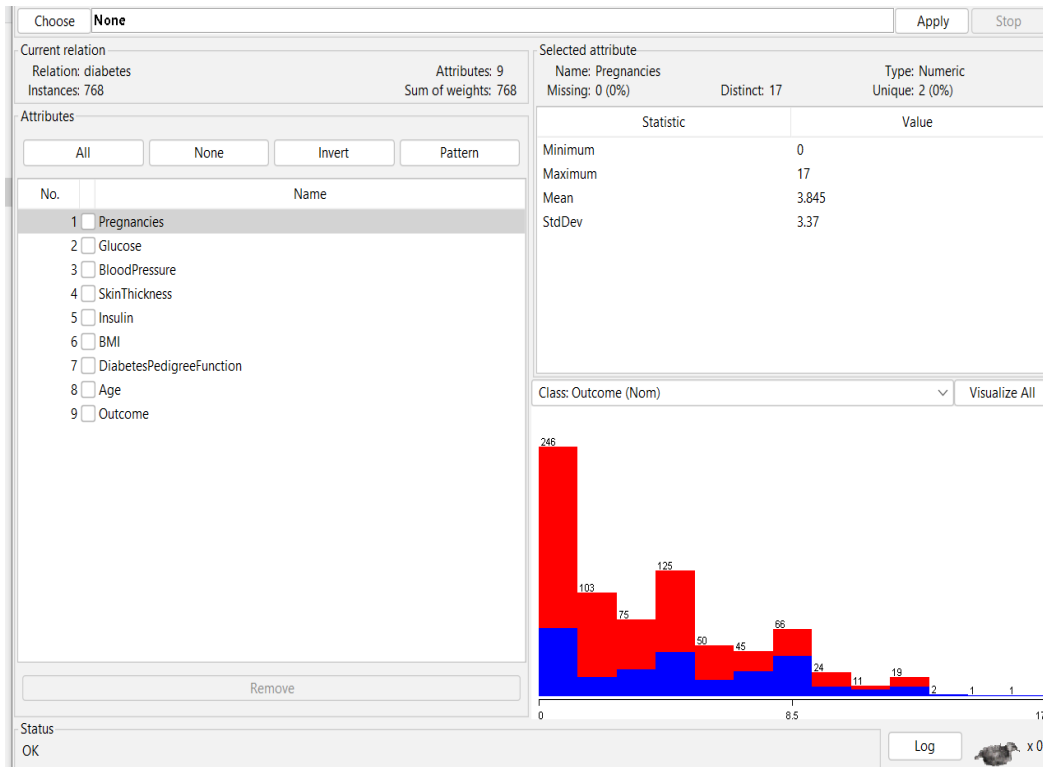 Choose None Apply Stop
Current relation
Relation: diabetes Attributes: 9
Instances: 768 Sum of weights: 768
Attributes
All None Invert Pattern
No. Name
1 Pregnancies
2 Glucose
3 BloodPressure
4 SkinThickness
5 Insulin
6 BMI
7 DiabetesPedigreeFunction
8 Age
9 Outcome
Remove
Selected attribute
Name: Pregnancies Type: Numeric
Missing: 0 (0%) Distinct: 17 Unique: 2 (0%)
Statistic Value
Minimum 0
Maximum 17
Mean 3.845
StdDev 3.37
Class: Outcome (Nom) Visualize All
246
103
75
125
50
45
66
24
11
19
2
1
1
0 8.5 17
Status
OK
Log x 0